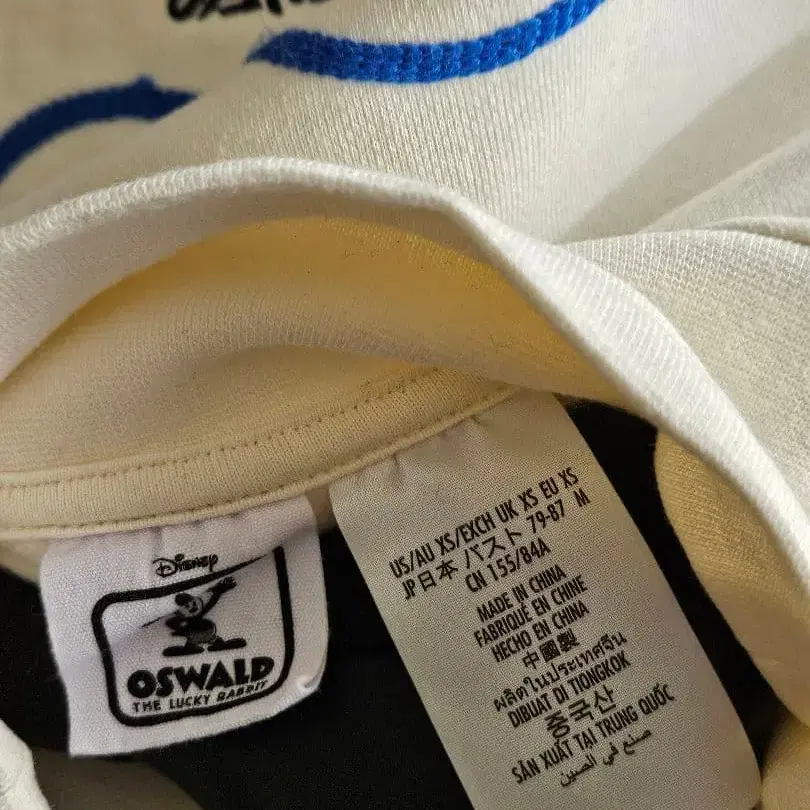 Disney
OSWALD
THE LUCKY RABBIT
US/AU XS/EXCH UK XS EU XS
JP日本 バスト 79-87 M
CN 155/84A
MADE IN CHINA
FABRIQUÉ EN CHINE
HECHO EN CHINA
中國製
ผลิตในประเทศจีน
DIBUAT DI TIONGKOK
중국산
SẢN XUẤT TẠI TRUNG QUỐC
صنع في الصين